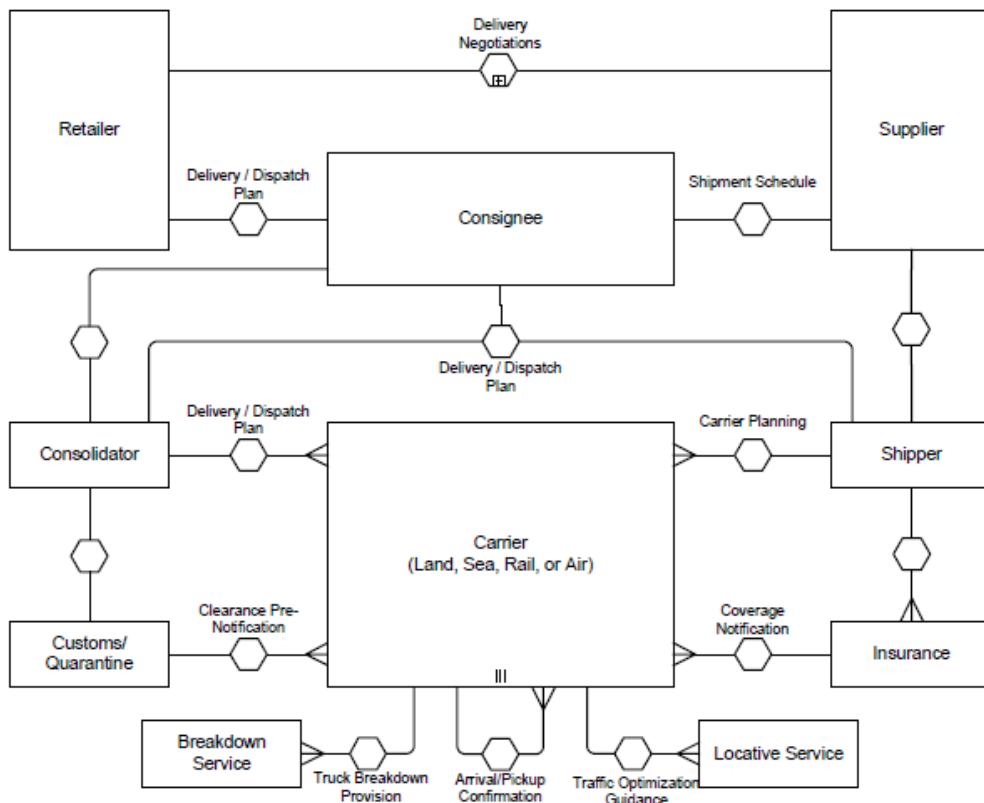 Delivery
Negotiations
Retailer
Supplier
Delivery / Dispatch
Plan
Consignee
Shipment Schedule
Delivery / Dispatch
Plan
Delivery / Dispatch
Plan
Carrier Planning
Consolidator
Shipper
Carrier
(Land, Sea, Rail, or Air)
Clearance Pre-
Notification
Coverage
Notification
Customs/
Quarantine
Insurance
Breakdown
Service
Truck Breakdown
Provision
Arrival/Pickup
Confirmation
Traffic Optimization
Guidance
Locative Service